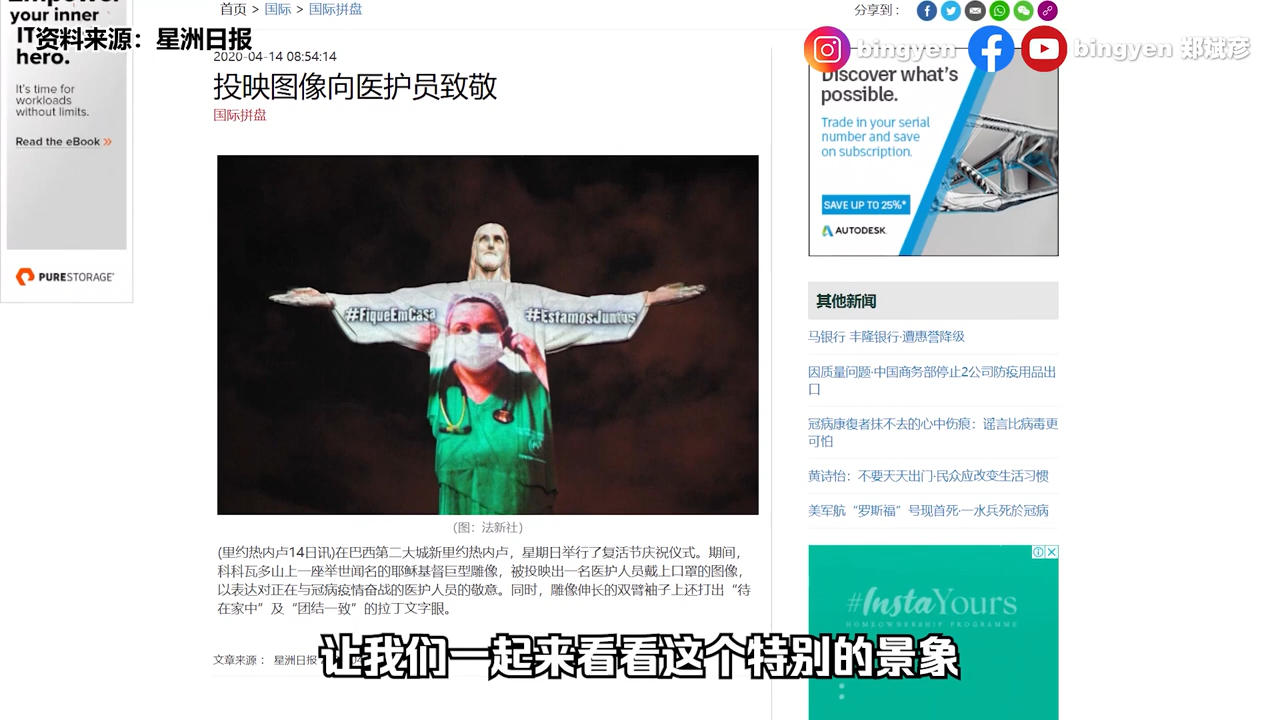 首页 > 国际 > 国际拼盘
分享到：
your inner
IT
hero.
资料来源：星洲日报
It's time for
workloads
without limits.
Read the eBook »
PURESTORAGE
2020-04-14 08:54:14
投映图像向医护员致敬
国际拼盘
bingyen
bingyen 郑斌彦
#FiqueEmCasa
#EstamosJuntos
(图：法新社)
(里约热内卢14日讯)在巴西第二大城新里约热内卢，星期日举行了复活节庆祝仪式。期间，
科科瓦多山上一座举世闻名的耶稣基督巨型雕像，被投映出一名医护人员戴上口罩的图像，
以表达对正在与冠病疫情奋战的医护人员的敬意。同时，雕像伸长的双臂袖子上还打出“待
在家中”及“团结一致”的拉丁文字眼。
文章来源： 星洲日报
让我们一起来看看这个特别的景象
Discover what's
possible.
Trade in your serial
number and save
on subscription.
SAVE UP TO 25%*
AUTODESK.
其他新闻
马银行 丰隆银行·遭惠誉降级
因质量问题·中国商务部停止2公司防疫用品出
口
冠病康復者抹不去的心中伤痕：谣言比病毒更
可怕
黄诗怡：不要天天出门·民众应改变生活习惯
美军航“罗斯福”号现首死·一水兵死於冠病
#InstaYours
HOMEOWNERSHIP PROGRAMME